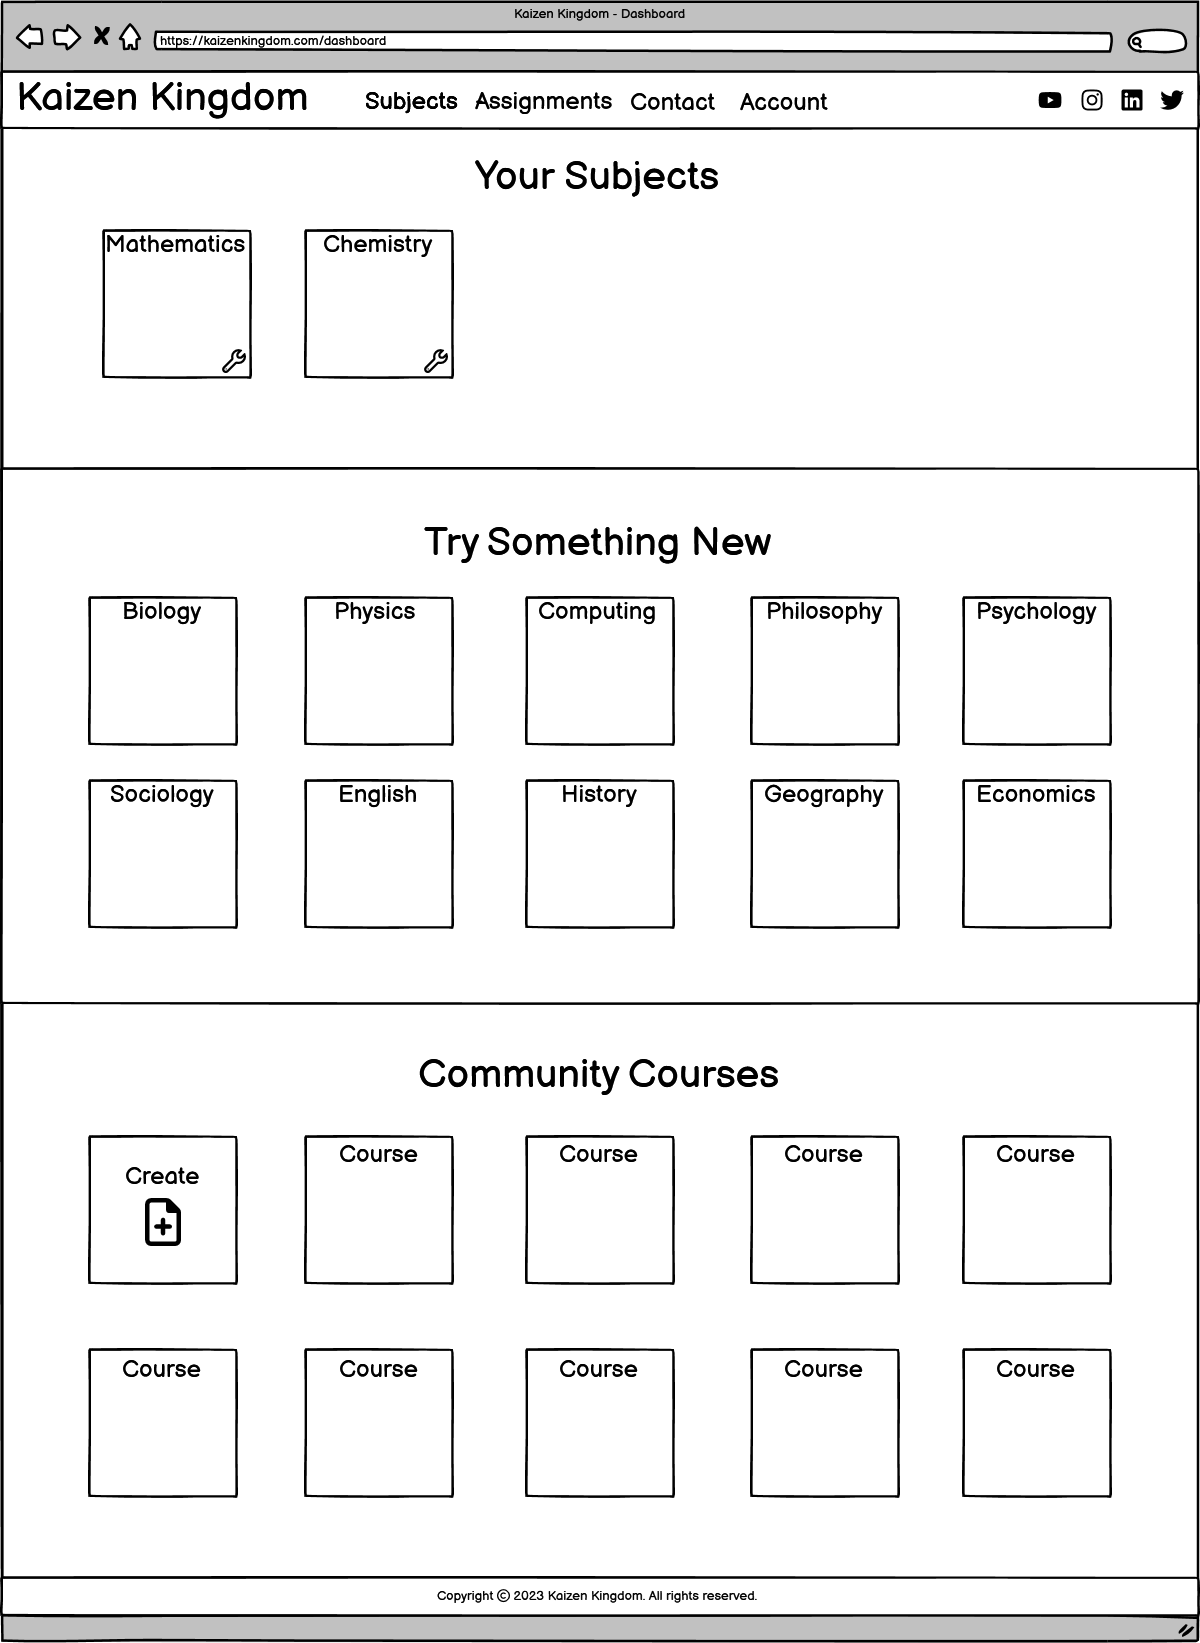 Kaizen Kingdom - Dashboard
https://kaizenkingdom.com/dashboard
Kaizen Kingdom Subjects Assignments Contact Account
Your Subjects
Mathematics Chemistry
Try Something New
Biology Physics Computing Philosophy Psychology
Sociology English History Geography Economics
Community Courses
Create Course Course Course Course
Course Course Course Course Course
Copyright © 2023 Kaizen Kingdom. All rights reserved.